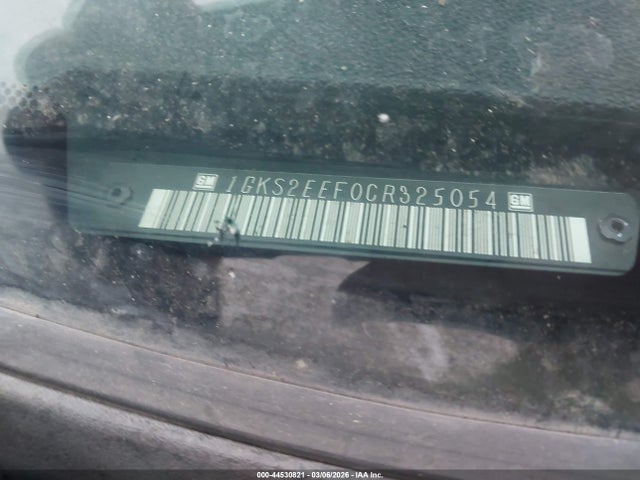 GM 1GKS2EEF0CR325054 GM
000-44530821 | 03/06/2026 | IAA Inc.